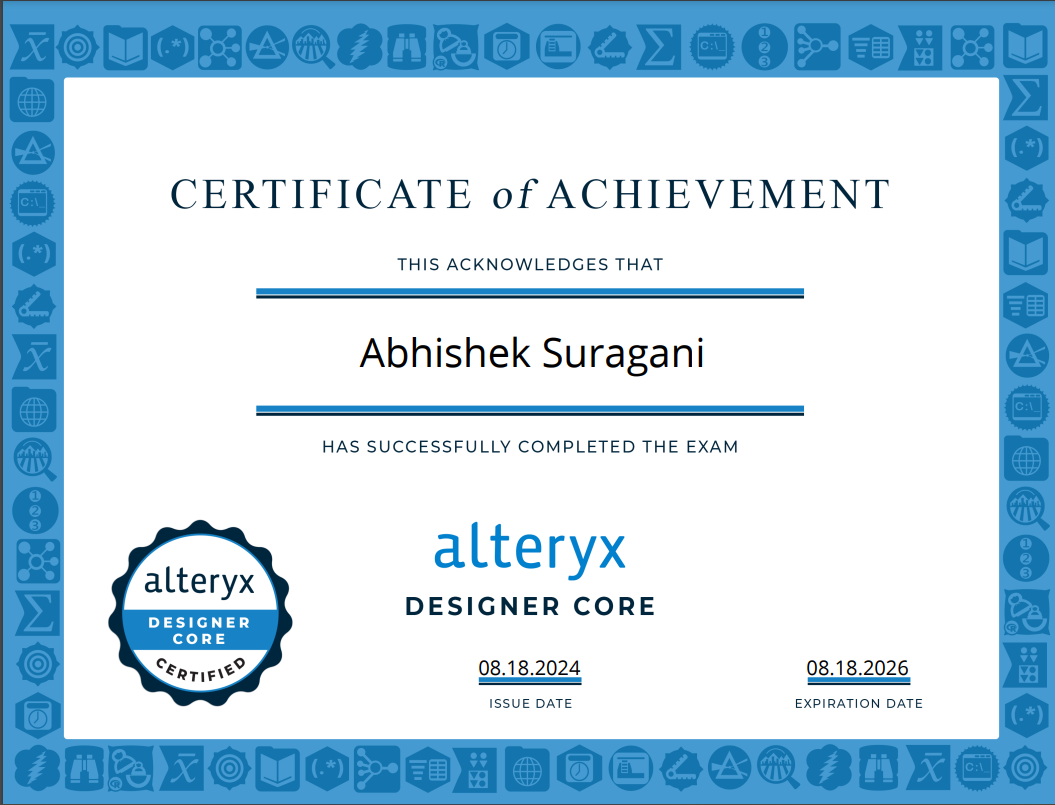 CERTIFICATE of ACHIEVEMENT
THIS ACKNOWLEDGES THAT
Abhishek Suragani
HAS SUCCESSFULLY COMPLETED THE EXAM
alteryx
DESIGNER CORE
alteryx
DESIGNER
CORE
CERTIFIED
08.18.2024
ISSUE DATE
08.18.2026
EXPIRATION DATE